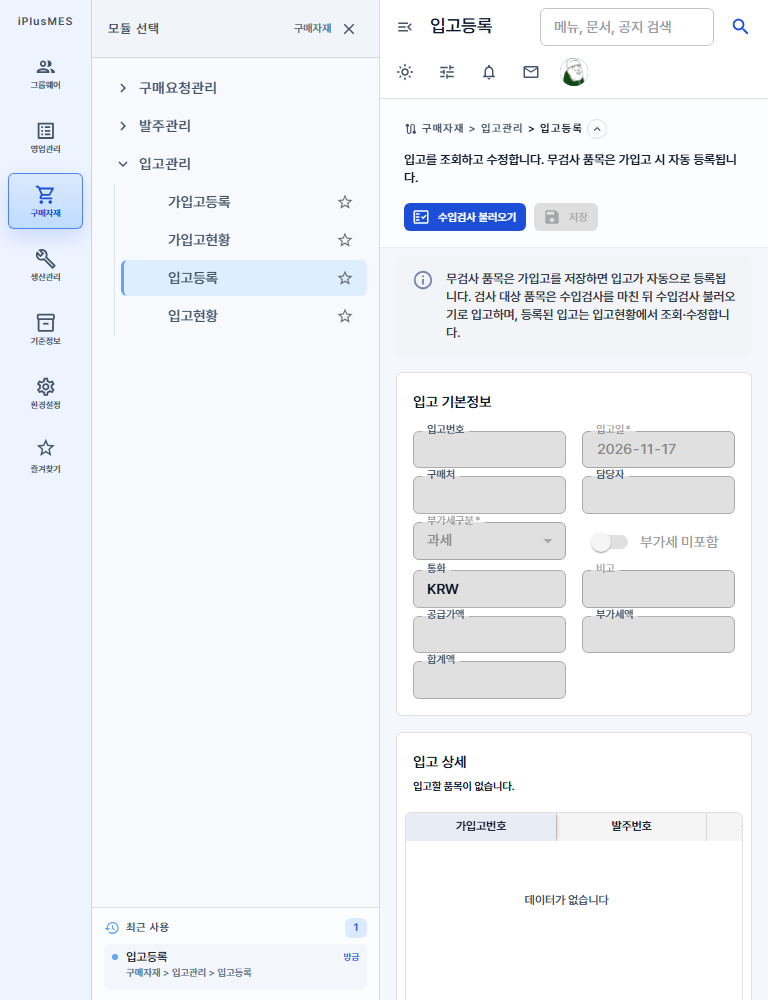 iPlusMES
그룹웨어
영업관리
구매자재
생산관리
기준정보
환경설정
즐겨찾기
모듈 선택
구매자재
구매요청관리
발주관리
입고관리
가입고등록
가입고현황
입고등록
입고현황
최근 사용
1
입고등록
방금
구매자재 > 입고관리 > 입고등록
입고등록
메뉴, 문서, 공지 검색
구매자재 > 입고관리 > 입고등록
입고를 조회하고 수정합니다. 무검사 품목은 가입고 시 자동 등록됩니
다.
수입검사 불러오기
저장
무검사 품목은 가입고를 저장하면 입고가 자동으로 등록됩
니다. 검사 대상 품목은 수입검사를 마친 뒤 수입검사 불러오
기로 입고하며, 등록된 입고는 입고현황에서 조회·수정합니
다.
입고 기본정보
입고번호
입고일 *
2026-11-17
구매처
담당자
부가세구분 *
과세
부가세 미포함
통화
KRW
비고
공급가액
부가세액
합계액
입고 상세
입고할 품목이 없습니다.
가입고번호
발주번호
데이터가 없습니다